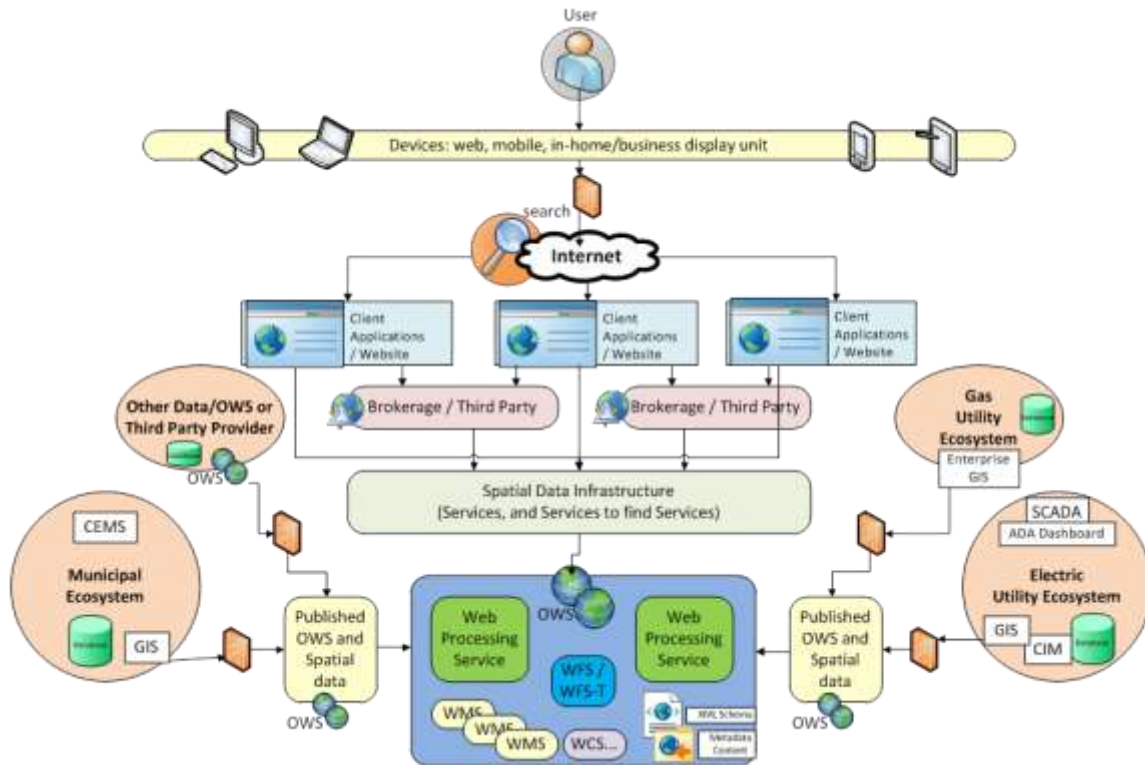 User
Devices: web, mobile, in-home/business display unit
search
Internet
Client
Applications
/ Website
Client
Applications
/ Website
Client
Applications
/ Website
Brokerage / Third Party
Brokerage / Third Party
Other Data/OWS or
Third Party Provider
OWS
Gas
Utility
Ecosystem
Enterprise
GIS
Spatial Data Infrastructure
(Services, and Services to find Services)
CEMS
Municipal
Ecosystem
GIS
SCADA
ADA Dashboard
Electric
Utility Ecosystem
GIS
CIM
Published
OWS and
Spatial
data
OWS
OWS
Web
Processing
Service
Web
Processing
Service
WFS /
WFS-T
WMS
WMS
WMS
WCS...
XML Schema
Metadata
Content
Published
OWS and
Spatial
data
OWS